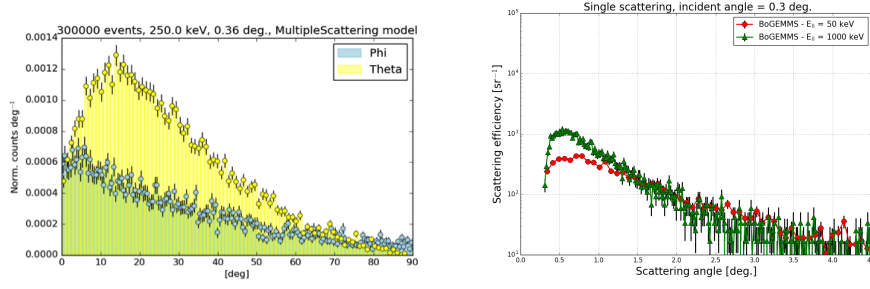 300000 events, 250.0 keV, 0.36 deg., MultipleScattering model
Phi
Theta
Norm. counts deg⁻¹
0.0014
0.0012
0.0010
0.0008
0.0006
0.0004
0.0002
0.0000
0 10 20 30 40 50 60 70 80 90
[deg]
Single scattering, incident angle = 0.3 deg.
BoGEMMS - E₀ = 50 keV
BoGEMMS - E₀ = 1000 keV
Scattering efficiency [sr⁻¹]
10⁵
10⁴
10³
10²
10¹
0.0 0.5 1.0 1.5 2.0 2.5 3.0 3.5 4.0
Scattering angle [deg.]